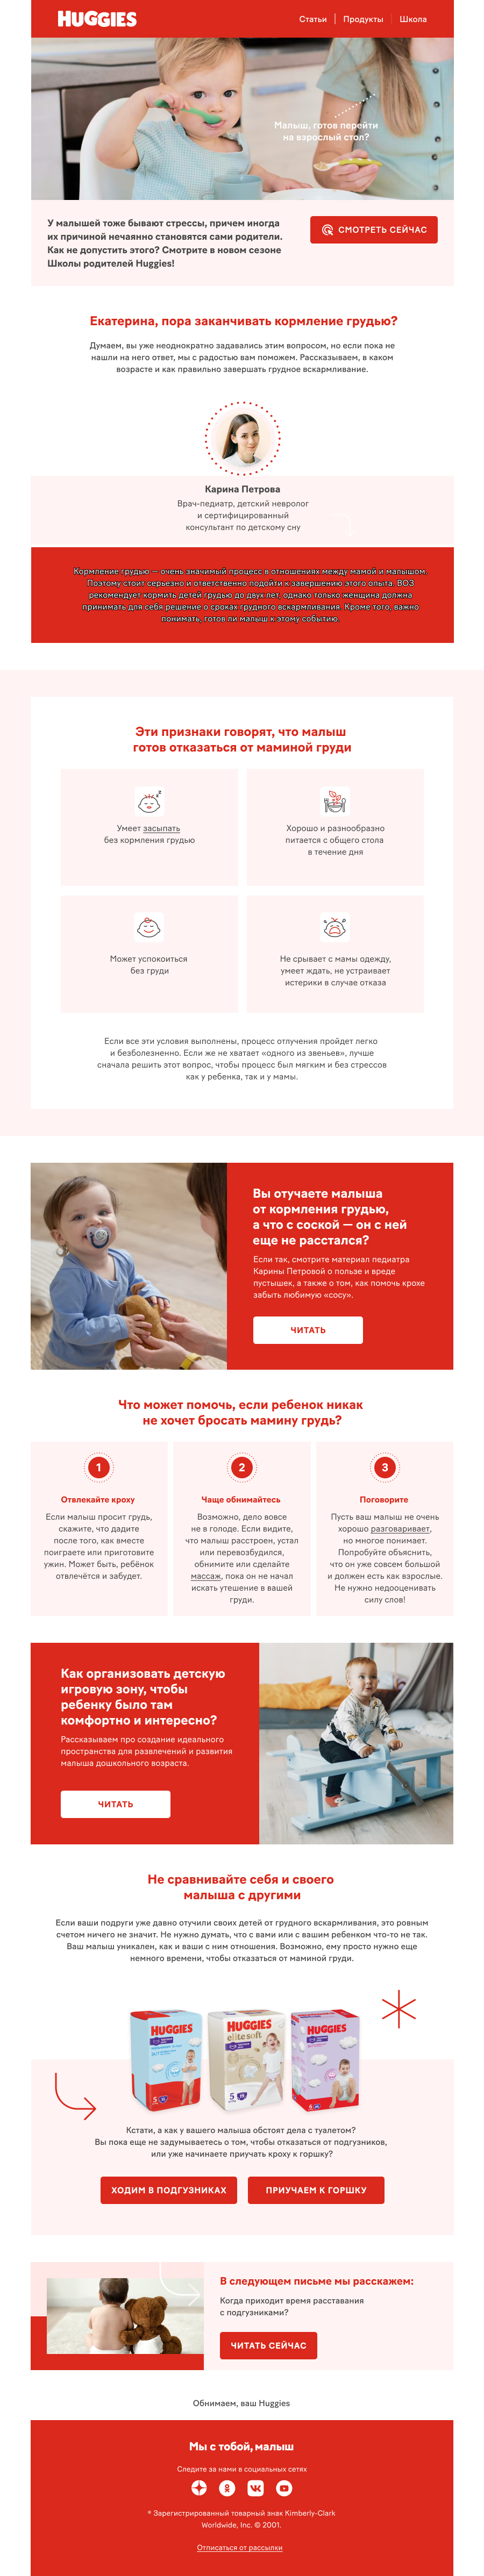 HUGGIES
Статьи Продукты Школа
Малыш, готов перейти
на взрослый стол?
У малышей тоже бывают стрессы, причем иногда
их причиной нечаянно становятся сами родители.
Как не допустить этого? Смотрите в новом сезоне
Школы родителей Huggies!
СМОТРЕТЬ СЕЙЧАС
Екатерина, пора заканчивать кормление грудью?
Думаем, вы уже неоднократно задавались этим вопросом, но если пока не
нашли на него ответ, мы с радостью вам поможем. Рассказываем, в каком
возрасте и как правильно завершать грудное вскармливание.
Карина Петрова
Врач-педиатр, детский невролог
и сертифицированный
консультант по детскому сну
Кормление грудью — очень значимый процесс в отношениях между мамой и малышом.
Поэтому стоит серьезно и ответственно подойти к завершению этого опыта. ВОЗ
рекомендует кормить детей грудью до двух лет, однако только женщина должна
принимать для себя решение о сроках грудного вскармливания. Кроме того, важно
понимать, готов ли малыш к этому событию.
Эти признаки говорят, что малыш
готов отказаться от маминой груди
Умеет засыпать
без кормления грудью
Хорошо и разнообразно
питается с общего стола
в течение дня
Может успокоиться
без груди
Не срывает с мамы одежду,
умеет ждать, не устраивает
истерики в случае отказа
Если все эти условия выполнены, процесс отлучения пройдет легко
и безболезненно. Если же не хватает «одного из звеньев», лучше
сначала решить этот вопрос, чтобы процесс был мягким и без стрессов
как у ребенка, так и у мамы.
Вы отучаете малыша
от кормления грудью,
а что с соской — он с ней
еще не расстался?
Если так, смотрите материал педиатра
Карины Петровой о пользе и вреде
пустышек, а также о том, как помочь крохе
забыть любимую «сосу».
ЧИТАТЬ
Что может помочь, если ребенок никак
не хочет бросать мамину грудь?
1
Отвлекайте кроху
Если малыш просит грудь,
скажите, что дадите
после того, как вместе
поиграете или приготовите
ужин. Может быть, ребёнок
отвлечётся и забудет.
2
Чаще обнимайтесь
Возможно, дело вовсе
не в голоде. Если видите,
что малыш расстроен, устал
или перевозбудился,
обнимите или сделайте
массаж, пока он не начал
искать утешение в вашей
груди.
3
Поговорите
Пусть ваш малыш не очень
хорошо разговаривает,
но многое понимает.
Попробуйте объяснить,
что он уже совсем большой
и должен есть как взрослые.
Не нужно недооценивать
силу слов!
Как организовать детскую
игровую зону, чтобы
ребенку было там
комфортно и интересно?
Рассказываем про создание идеального
пространства для развлечений и развития
малыша дошкольного возраста.
ЧИТАТЬ
Не сравнивайте себя и своего
малыша с другими
Если ваши подруги уже давно отучили своих детей от грудного вскармливания, это ровным
счетом ничего не значит. Не нужно думать, что с вами или с вашим ребенком что-то не так.
Ваш малыш уникален, как и ваши с ним отношения. Возможно, ему просто нужно еще
немного времени, чтобы отказаться от маминой груди.
HUGGIES HUGGIES HUGGIES
elite soft
5 5 6
Кстати, а как у вашего малыша обстоят дела с туалетом?
Вы пока еще не задумываетесь о том, чтобы отказаться от подгузников,
или уже начинаете приучать кроху к горшку?
ХОДИМ В ПОДГУЗНИКАХ
ПРИУЧАЕМ К ГОРШКУ
В следующем письме мы расскажем:
Когда приходит время расставания
с подгузниками?
ЧИТАТЬ СЕЙЧАС
Обнимаем, ваш Huggies
Мы с тобой, малыш
Следите за нами в социальных сетях
® Зарегистрированный товарный знак Kimberly-Clark
Worldwide, Inc. © 2001.
Отписаться от рассылки